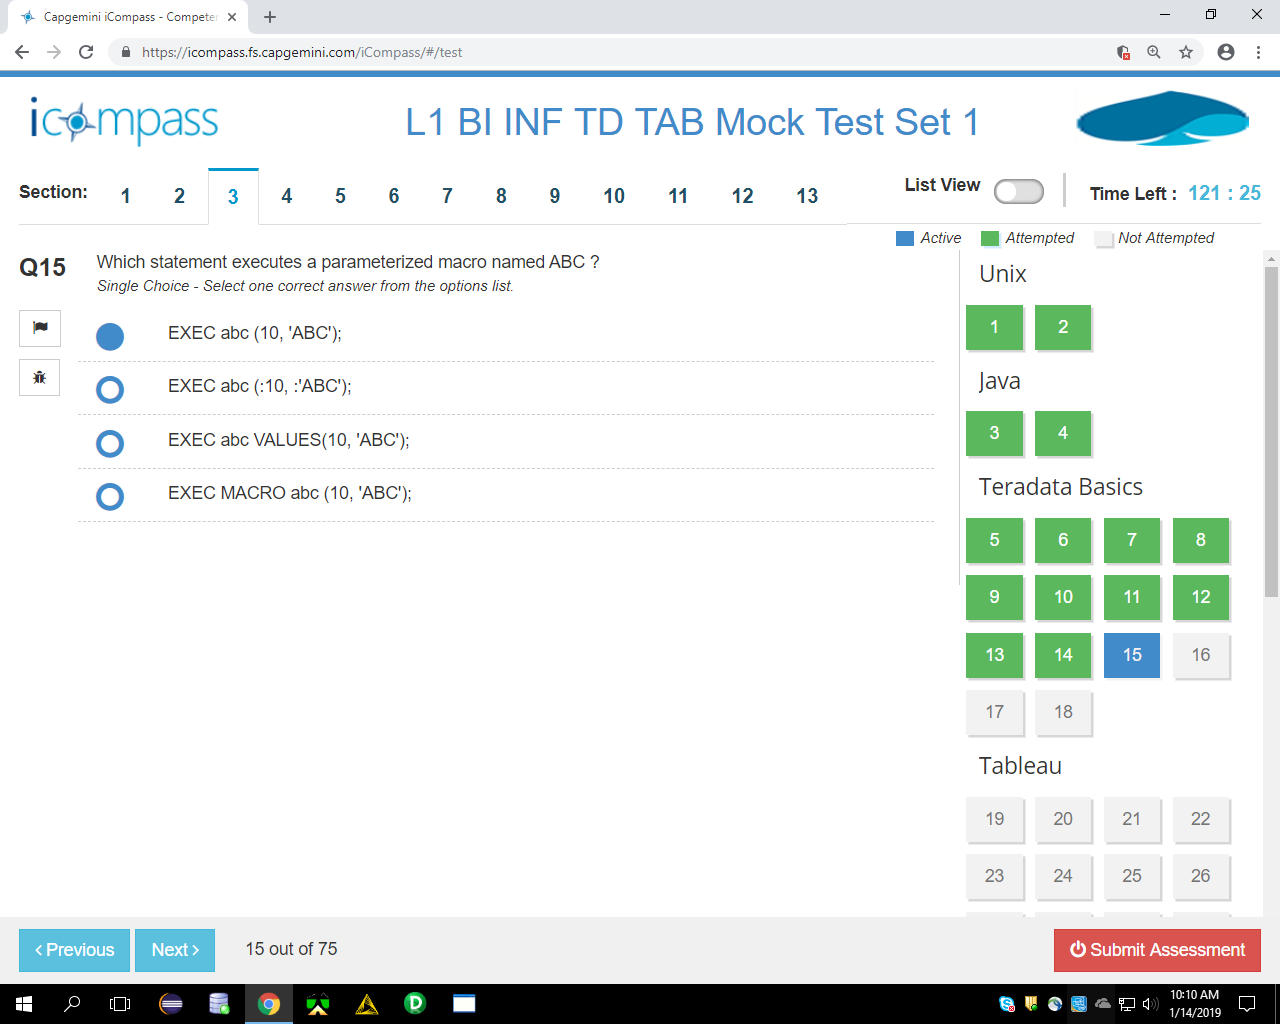 Capgemini iCompass - Compete
https://icompass.fs.capgemini.com/iCompass/#/test
icompass
L1 BI INF TD TAB Mock Test Set 1
Section: 1 2 3 4 5 6 7 8 9 10 11 12 13
List View
Time Left : 121 : 25
Active Attempted Not Attempted
Q15
Which statement executes a parameterized macro named ABC ?
Single Choice - Select one correct answer from the options list.
EXEC abc (10, 'ABC');
EXEC abc (:10, :'ABC');
EXEC abc VALUES(10, 'ABC');
EXEC MACRO abc (10, 'ABC');
Unix
1 2
Java
3 4
Teradata Basics
5 6 7 8
9 10 11 12
13 14 15 16
17 18
Tableau
19 20 21 22
23 24 25 26
Previous
Next
15 out of 75
Submit Assessment
10:10 AM
1/14/2019